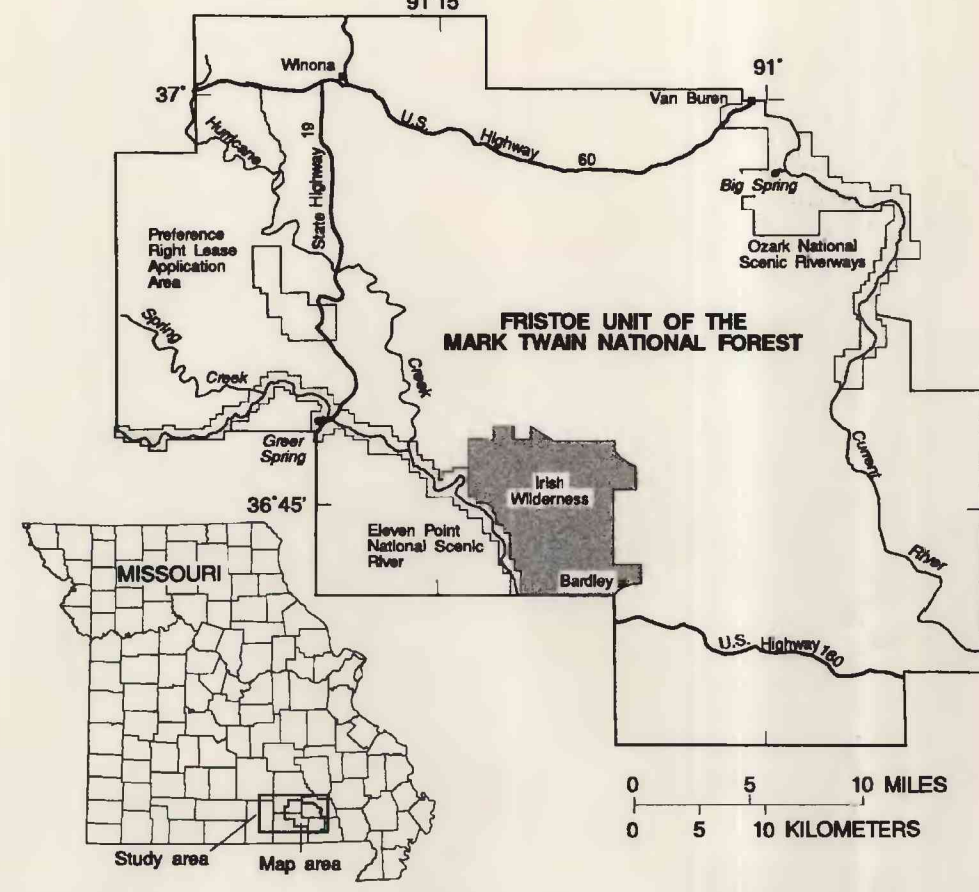 91°15'
Winona
91°
37°
Van Buren
U.S. Highway 60
Hurricane
State Highway 19
Big Spring
Preference
Right Lease
Application
Area
Ozark National
Scenic Riverways
FRISTOE UNIT OF THE
MARK TWAIN NATIONAL FOREST
Spring
Creek
Creek
Greer
Spring
Current
River
36°45'
Irish
Wilderness
Eleven Point
National Scenic
River
Bardley
MISSOURI
U.S. Highway 160
0 5 10 MILES
0 5 10 KILOMETERS
Study area
Map area